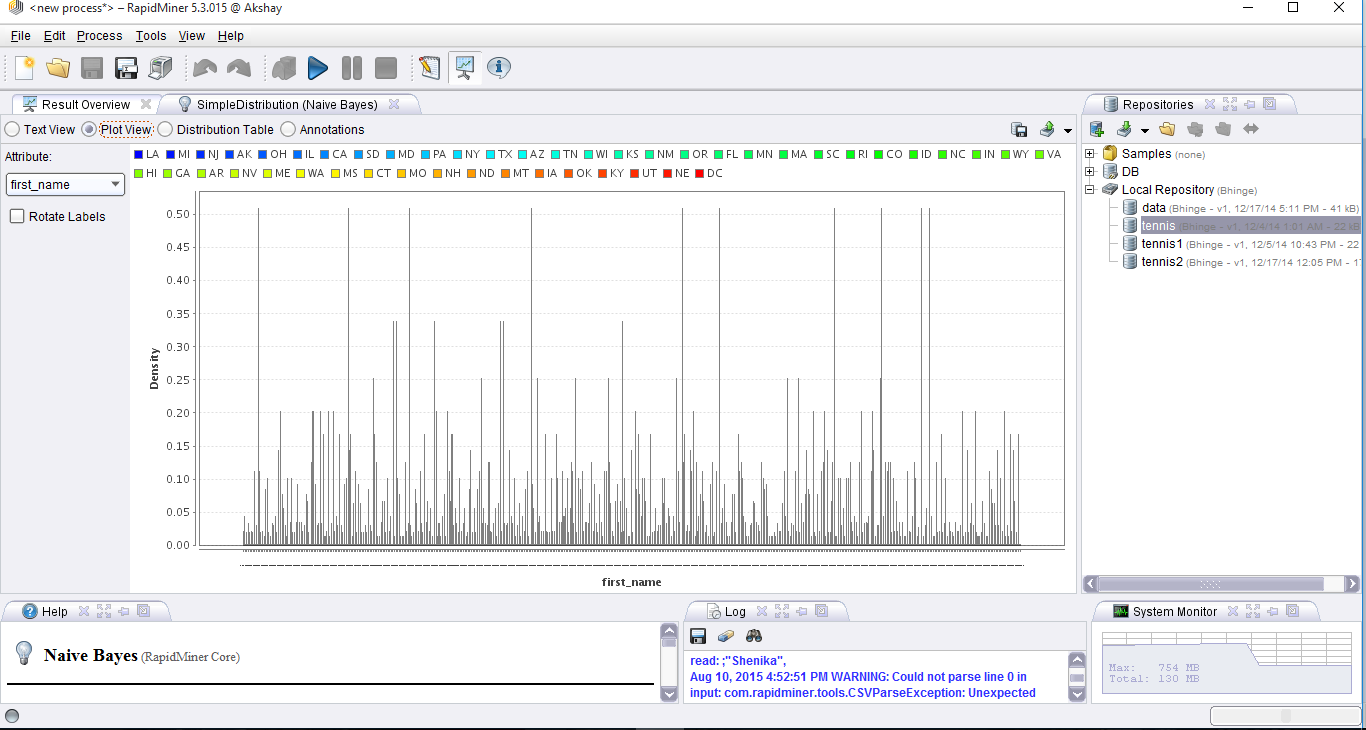 <new process*> – RapidMiner 5.3.015 @ Akshay
File Edit Process Tools View Help
Result Overview SimpleDistribution (Naive Bayes)
Text View Plot View Distribution Table Annotations
Attribute:
first_name
Rotate Labels
LA MI NJ AK OH IL CA SD MD PA NY TX AZ TN WI KS NM OR FL MN MA SC RI CO ID NC IN WY VA
HI GA AR NV ME WA MS CT MO NH ND MT IA OK KY UT NE DC
0.50
0.45
0.40
0.35
0.30
0.25
0.20
0.15
0.10
0.05
0.00
Density
first_name
Repositories
Samples (none)
DB
Local Repository (Bhinge)
data (Bhinge - v1, 12/17/14 5:11 PM - 41 kB)
tennis (Bhinge - v1, 12/4/14 1:01 AM - 22 kB
tennis1 (Bhinge - v1, 12/5/14 10:43 PM - 22
tennis2 (Bhinge - v1, 12/17/14 12:05 PM - 1
Help
Naive Bayes (RapidMiner Core)
Log
read: ;"Shenika",
Aug 10, 2015 4:52:51 PM WARNING: Could not parse line 0 in
input: com.rapidminer.tools.CSVParseException: Unexpected
System Monitor
Max: 754 MB
Total: 130 MB